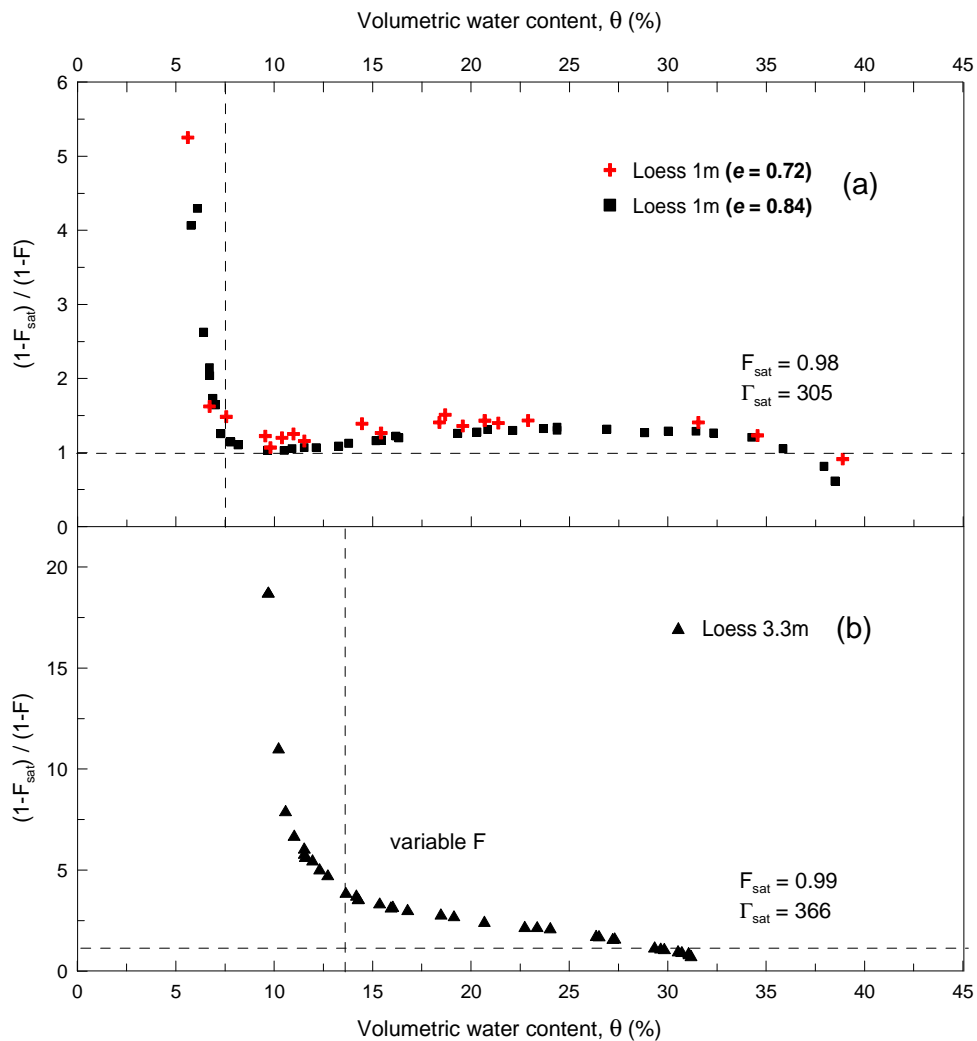 Volumetric water content, θ (%)
0 5 10 15 20 25 30 35 40 45
6
5
4
3
2
1
0
(1-Fsat) / (1-F)
Loess 1m (e = 0.72)
Loess 1m (e = 0.84)
(a)
Fsat = 0.98
Γsat = 305
20
15
10
5
0
(1-Fsat) / (1-F)
Loess 3.3m
(b)
variable F
Fsat = 0.99
Γsat = 366
0 5 10 15 20 25 30 35 40 45
Volumetric water content, θ (%)